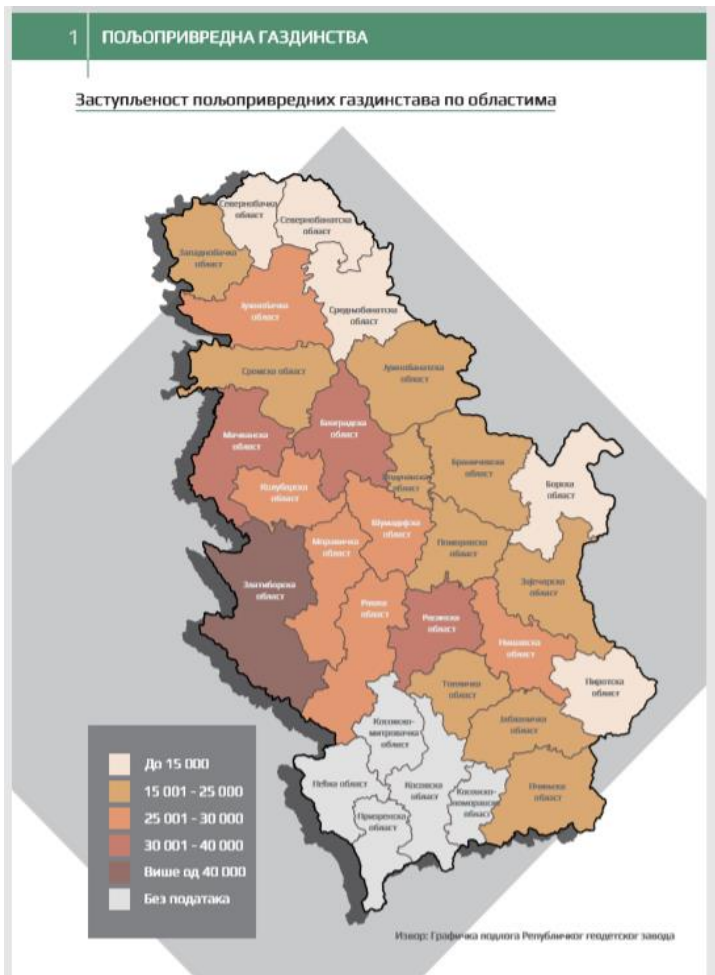 1 ПОЉОПРИВРЕДНА ГАЗДИНСТВА
Заступљеност пољопривредних газдинстава по областима
Севернобачка
област
Севернобанатска
област
Западнобачка
област
Јужнобачка
област
Средњобанатска
област
Сремска област
Јужнобанатска
област
Мачванска
област
Београдска
област
Подунавска
област
Браничевска
област
Борска
област
Колубарска
област
Шумадијска
област
Моравичка
област
Поморавска
област
Зајечарска
област
Златиборска
област
Рашка
област
Расинска
област
Нишавска
област
Пиротска
област
Топличка
област
Јабланичка
област
Косовско-
митровачка
област
Пећка област
Косовска
област
Косовско-
поморавска
област
Призренска
област
Пчињска
област
До 15 000
15 001 - 25 000
25 001 - 30 000
30 001 - 40 000
Више од 40 000
Без података
Извор: Графичка подлога Републичког геодетског завода